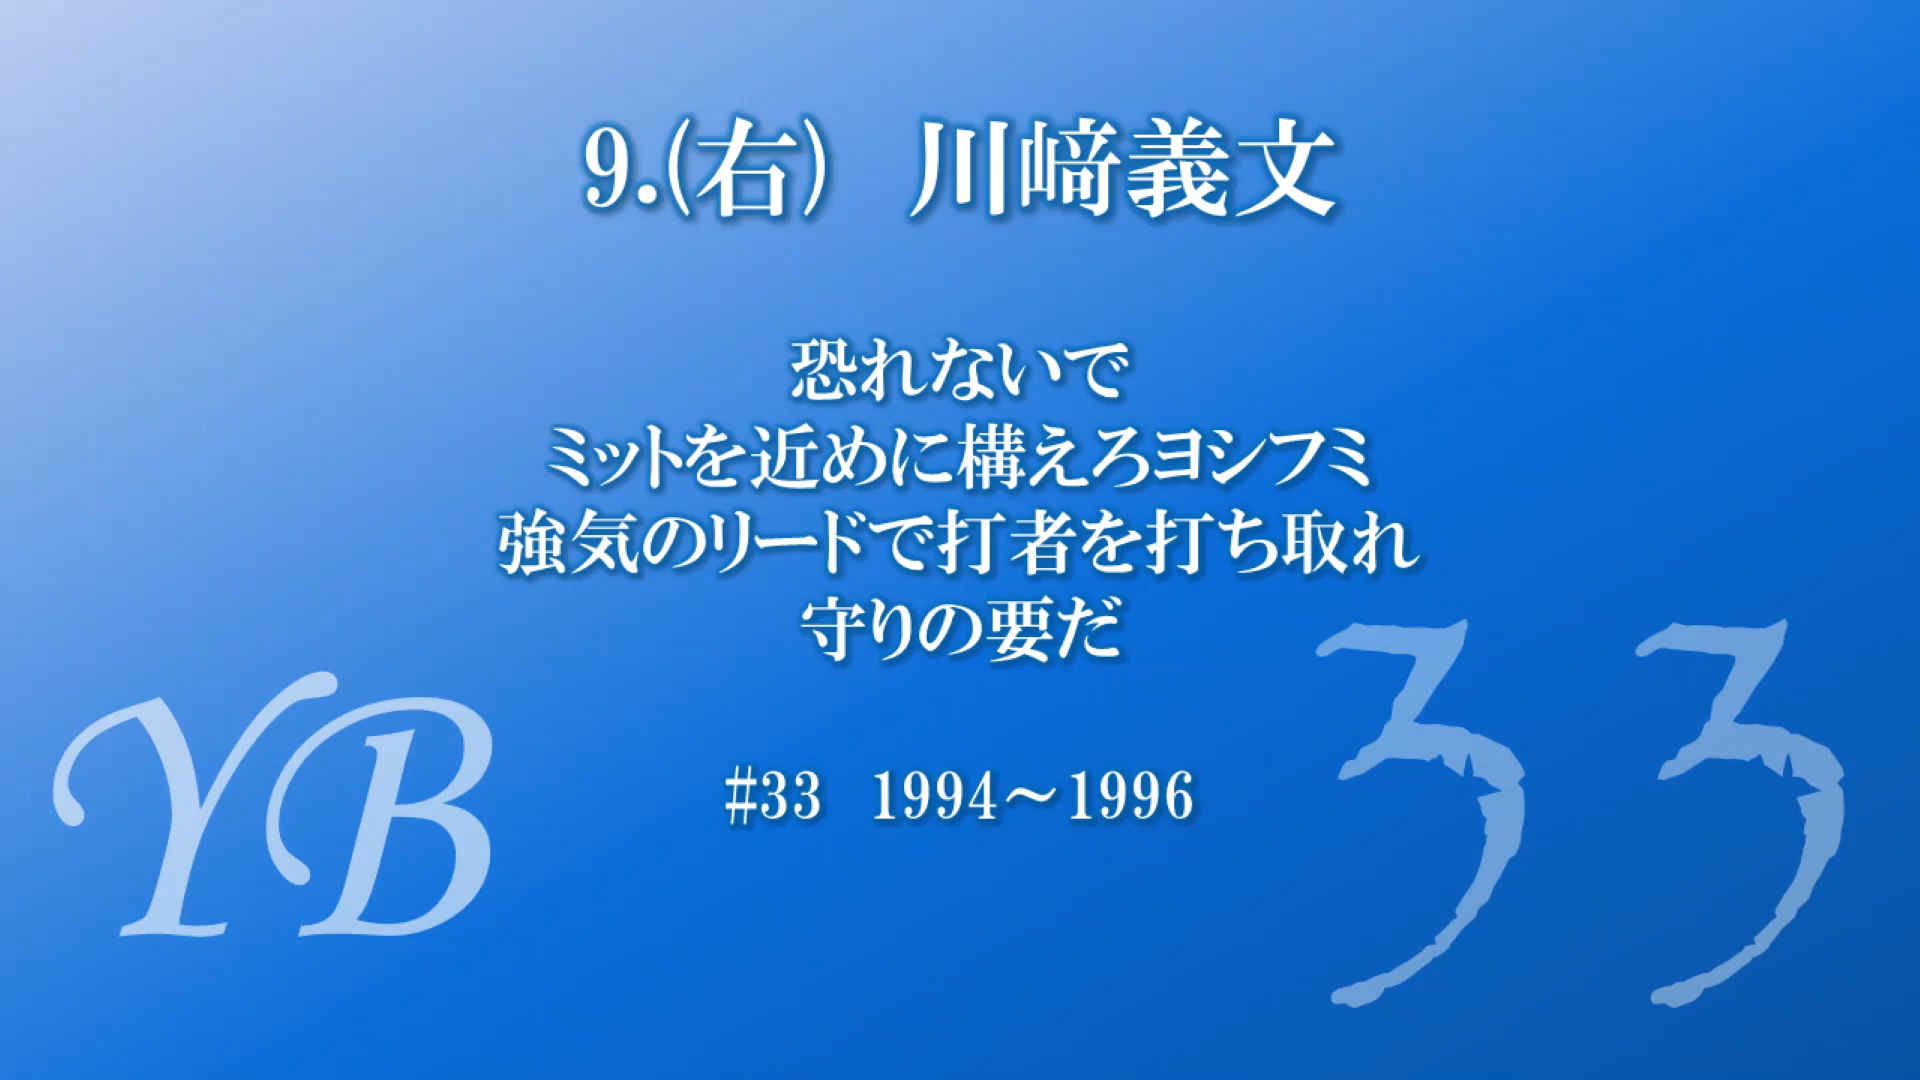 9.(右) 川﨑義文
恐れないで
ミットを近めに構えろヨシフミ
強気のリードで打者を打ち取れ
守りの要だ
#33 1994～1996
YB
33